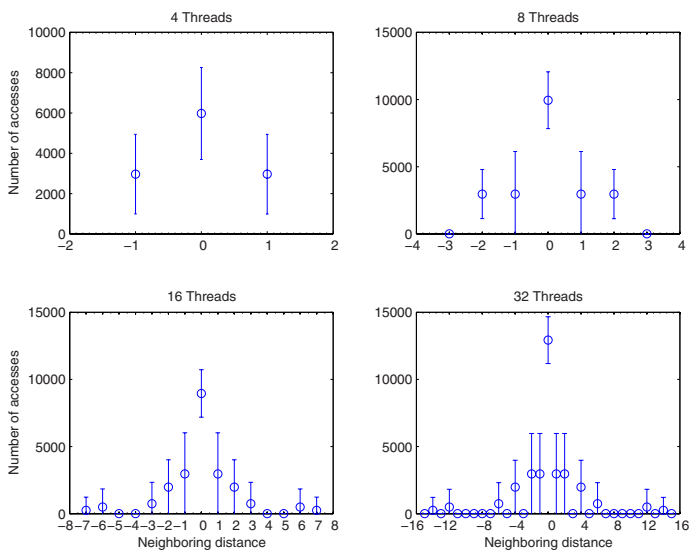 4 Threads
8 Threads
10000
8000
6000
4000
2000
0
Number of accesses
−2 −1 0 1 2
15000
10000
5000
0
−4 −3 −2 −1 0 1 2 3 4
16 Threads
32 Threads
15000
10000
5000
0
Number of accesses
−8 −7 −6 −5 −4 −3 −2 −1 0 1 2 3 4 5 6 7 8
Neighboring distance
15000
10000
5000
0
−16 −12 −8 −4 0 4 8 12 16
Neighboring distance